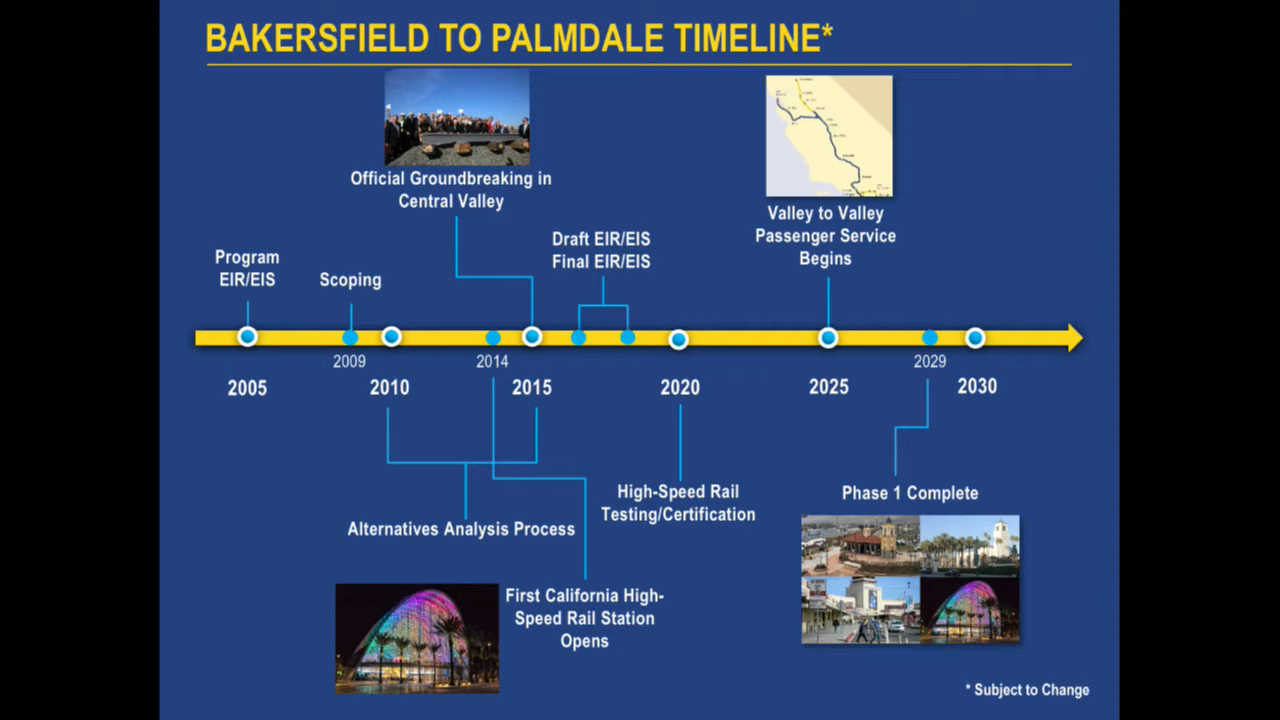 BAKERSFIELD TO PALMDALE TIMELINE*
Official Groundbreaking in
Central Valley
Valley to Valley
Passenger Service
Begins
Draft EIR/EIS
Final EIR/EIS
Program
EIR/EIS
Scoping
2009
2014
2029
2005
2010
2015
2020
2025
2030
High-Speed Rail
Testing/Certification
Phase 1 Complete
Alternatives Analysis Process
First California High-
Speed Rail Station
Opens
* Subject to Change